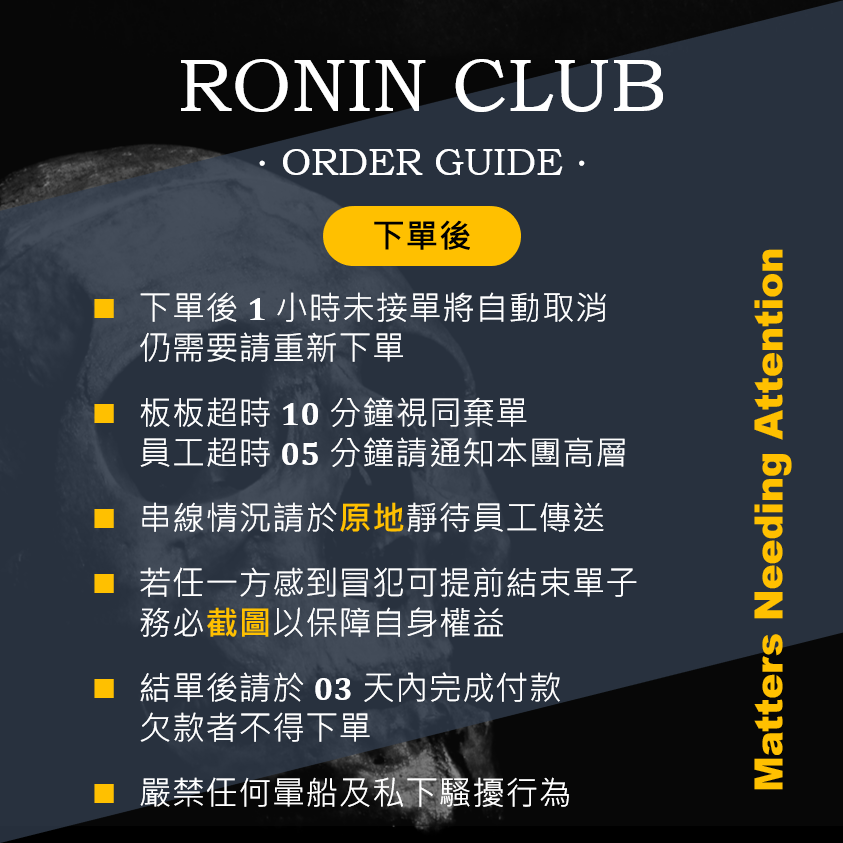 RONIN CLUB
· ORDER GUIDE ·
下單後
■ 下單後 1 小時未接單將自動取消
仍需要請重新下單
■ 板板超時 10 分鐘視同棄單
員工超時 05 分鐘請通知本團高層
■ 串線情況請於原地靜待員工傳送
■ 若任一方感到冒犯可提前結束單子
務必截圖以保障自身權益
■ 結單後請於 03 天內完成付款
欠款者不得下單
■ 嚴禁任何暈船及私下騷擾行為
Matters Needing Attention